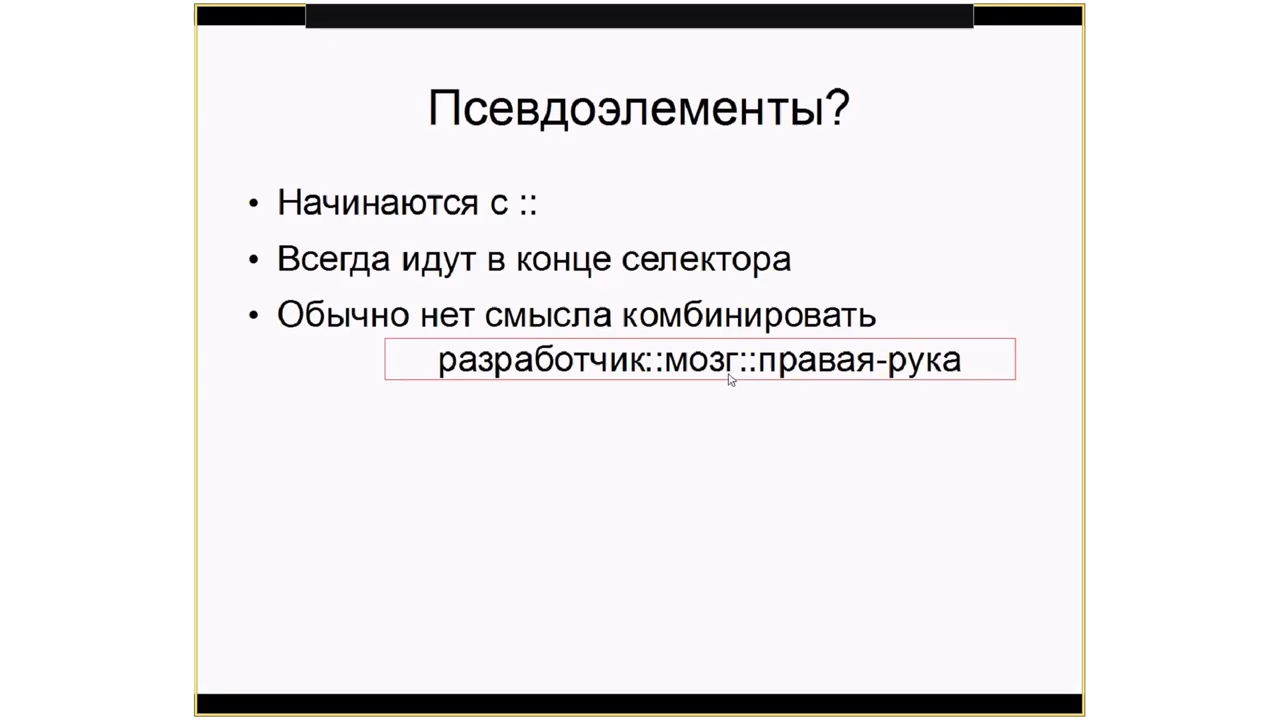 Псевдоэлементы?
• Начинаются с ::
• Всегда идут в конце селектора
• Обычно нет смысла комбинировать
разработчик::мозг::правая-рука